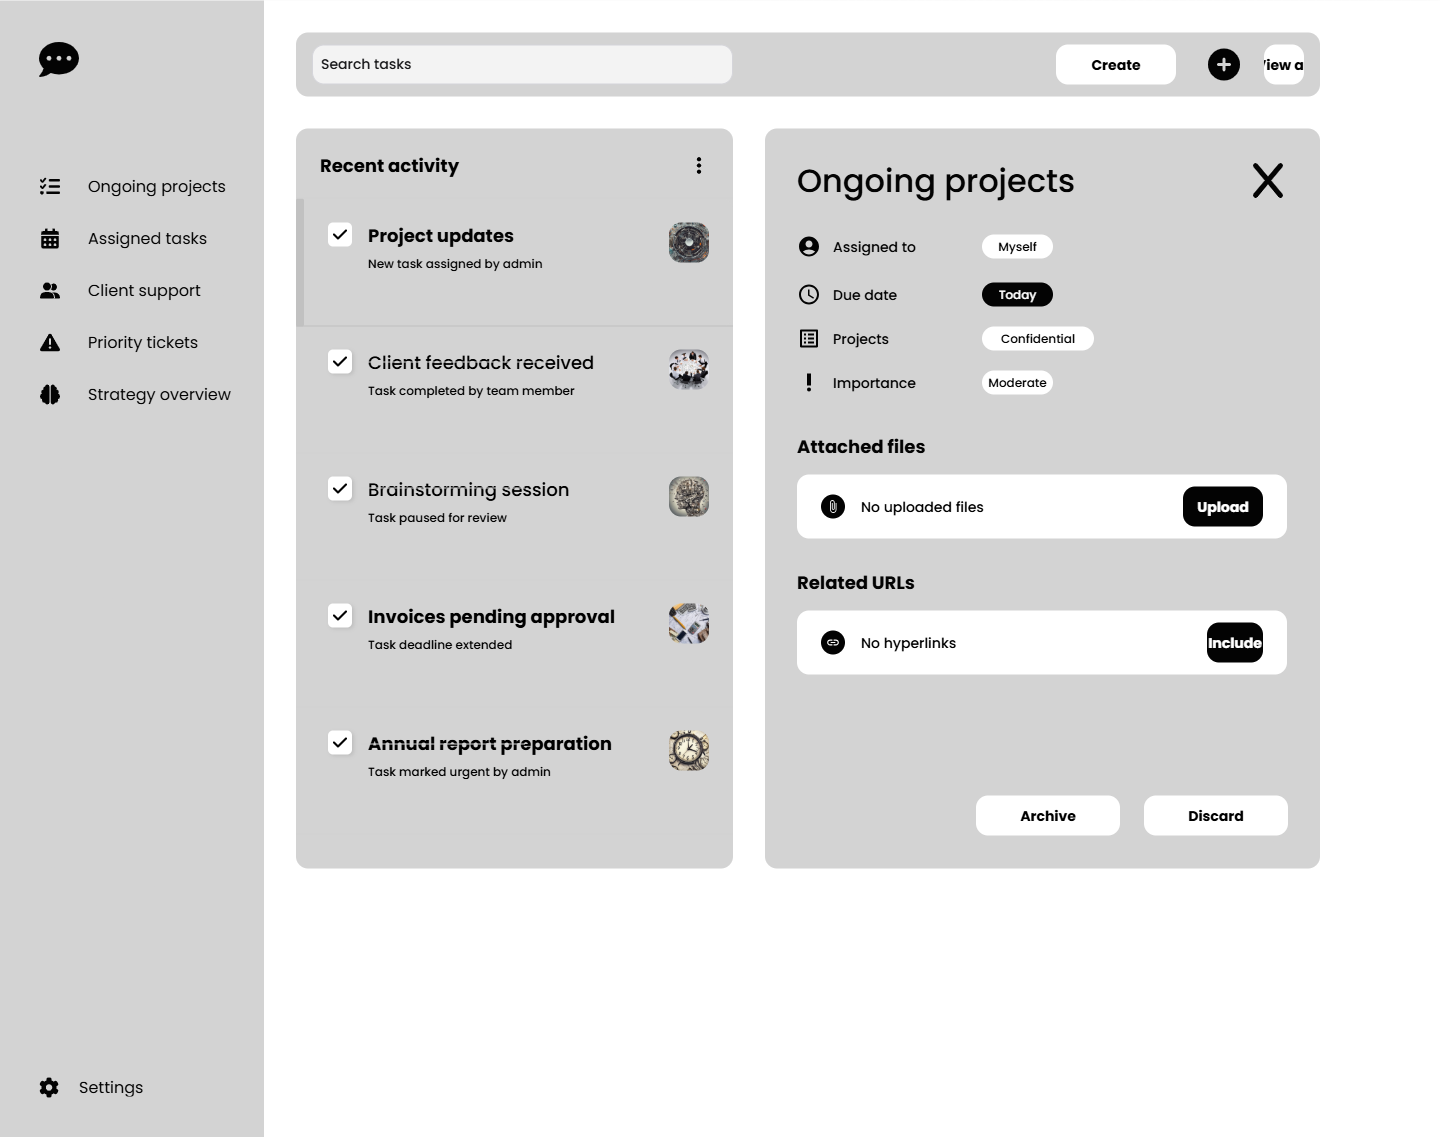 Search tasks
Create
Ongoing projects
Assigned tasks
Client support
Priority tickets
Strategy overview
Settings
Recent activity
Project updates
New task assigned by admin
Client feedback received
Task completed by team member
Brainstorming session
Task paused for review
Invoices pending approval
Task deadline extended
Annual report preparation
Task marked urgent by admin
Ongoing projects
Assigned to
Myself
Due date
Today
Projects
Confidential
Importance
Moderate
Attached files
No uploaded files
Upload
Related URLs
No hyperlinks
Include
Archive
Discard